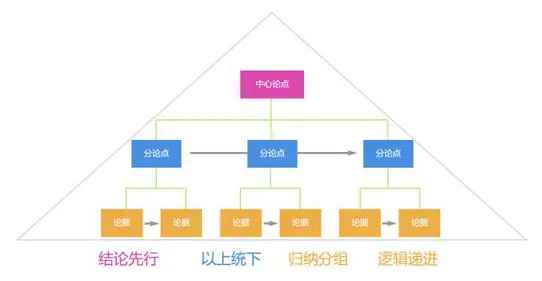 中心论点
分论点 分论点 分论点
论据 论据 论据 论据 论据 论据
结论先行 以上统下 归纳分组 逻辑递进